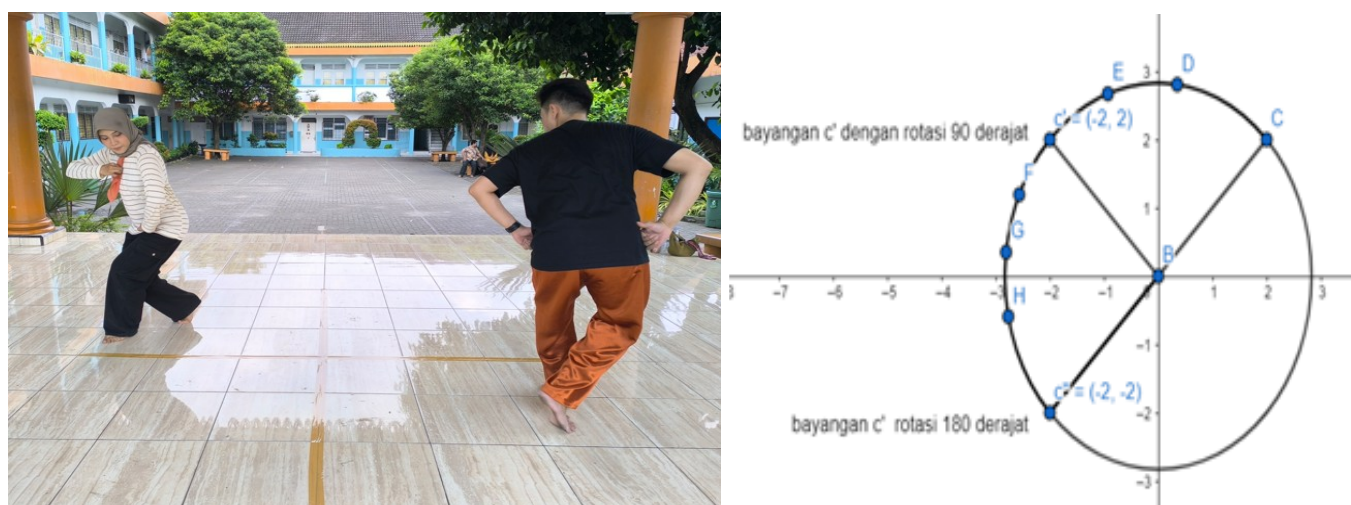 3
E
D
c' = (-2, 2)
C
bayangan c' dengan rotasi 90 derajat
2
F
1
G
B
-7
-6
-5
-4
-3
-2
-1
0
1
2
3
H
-1
c'' = (-2, -2)
bayangan c' rotasi 180 derajat
-2
-3